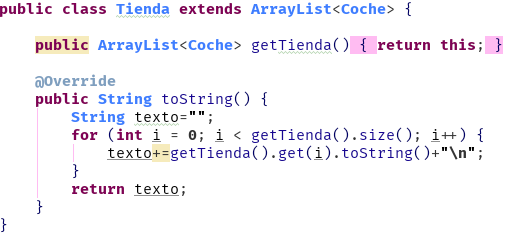 public class Tienda extends ArrayList<Coche> {
public ArrayList<Coche> getTienda() { return this; }
@Override
public String toString() {
String texto="";
for (int i = 0; i < getTienda().size(); i++) {
texto+=getTienda().get(i).toString()+"\n";
}
return texto;
}
}